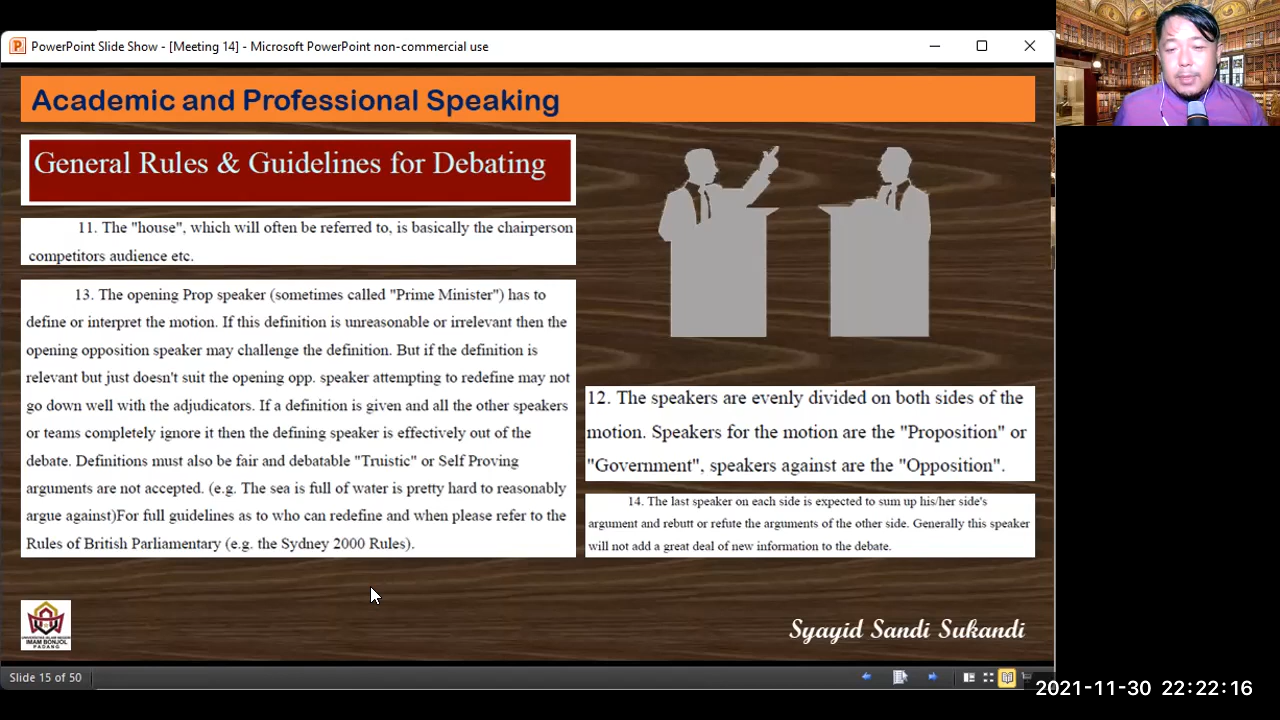 PowerPoint Slide Show - [Meeting 14] - Microsoft PowerPoint non-commercial use
Academic and Professional Speaking
General Rules & Guidelines for Debating
11. The "house", which will often be referred to, is basically the chairperson
competitors audience etc.
13. The opening Prop speaker (sometimes called "Prime Minister") has to
define or interpret the motion. If this definition is unreasonable or irrelevant then the
opening opposition speaker may challenge the definition. But if the definition is
relevant but just doesn't suit the opening opp. speaker attempting to redefine may not
go down well with the adjudicators. If a definition is given and all the other speakers
or teams completely ignore it then the defining speaker is effectively out of the
debate. Definitions must also be fair and debatable "Truistic" or Self Proving
arguments are not accepted. (e.g. The sea is full of water is pretty hard to reasonably
argue against)For full guidelines as to who can redefine and when please refer to the
Rules of British Parliamentary (e.g. the Sydney 2000 Rules).
12. The speakers are evenly divided on both sides of the
motion. Speakers for the motion are the "Proposition" or
"Government", speakers against are the "Opposition".
14. The last speaker on each side is expected to sum up his/her side's
argument and rebutt or refute the arguments of the other side. Generally this speaker
will not add a great deal of new information to the debate.
IMAM BONJOL
PADANG
Syayid Sandi Sukandi
Slide 15 of 50
2021-11-30 22:22:16